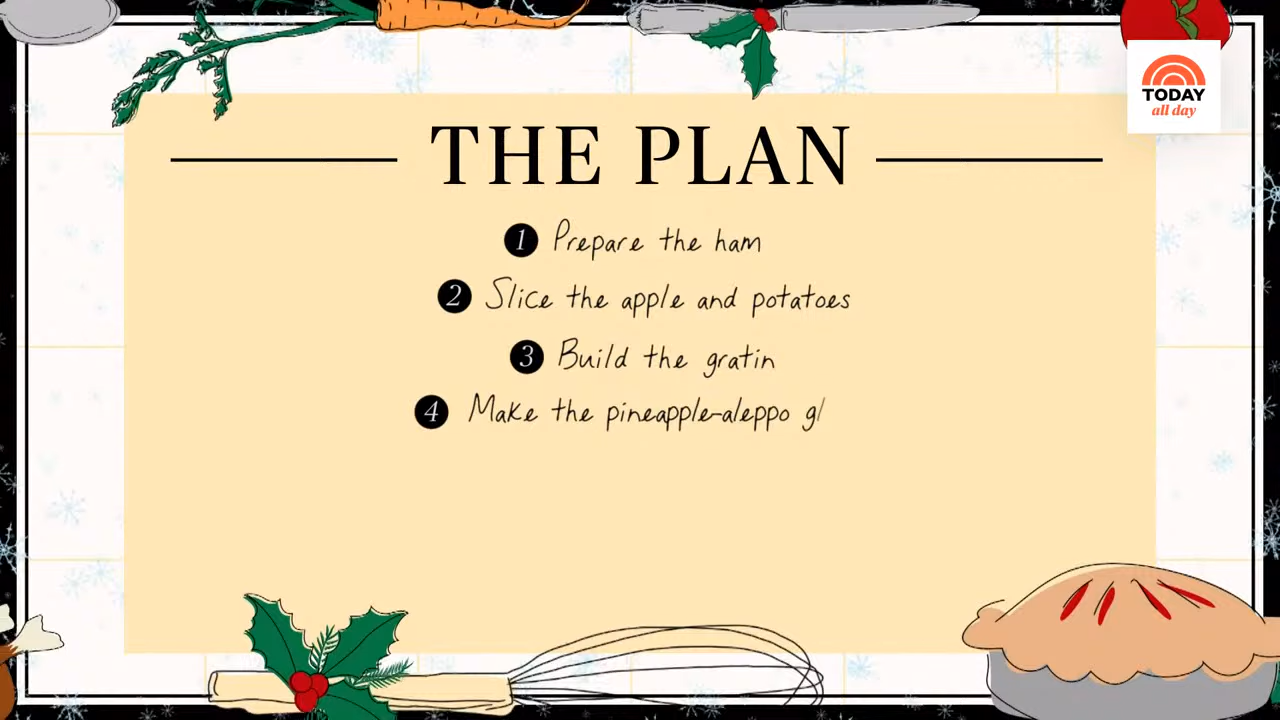 TODAY
all day
THE PLAN
1 Prepare the ham
2 Slice the apple and potatoes
3 Build the gratin
4 Make the pineapple-aleppo gl